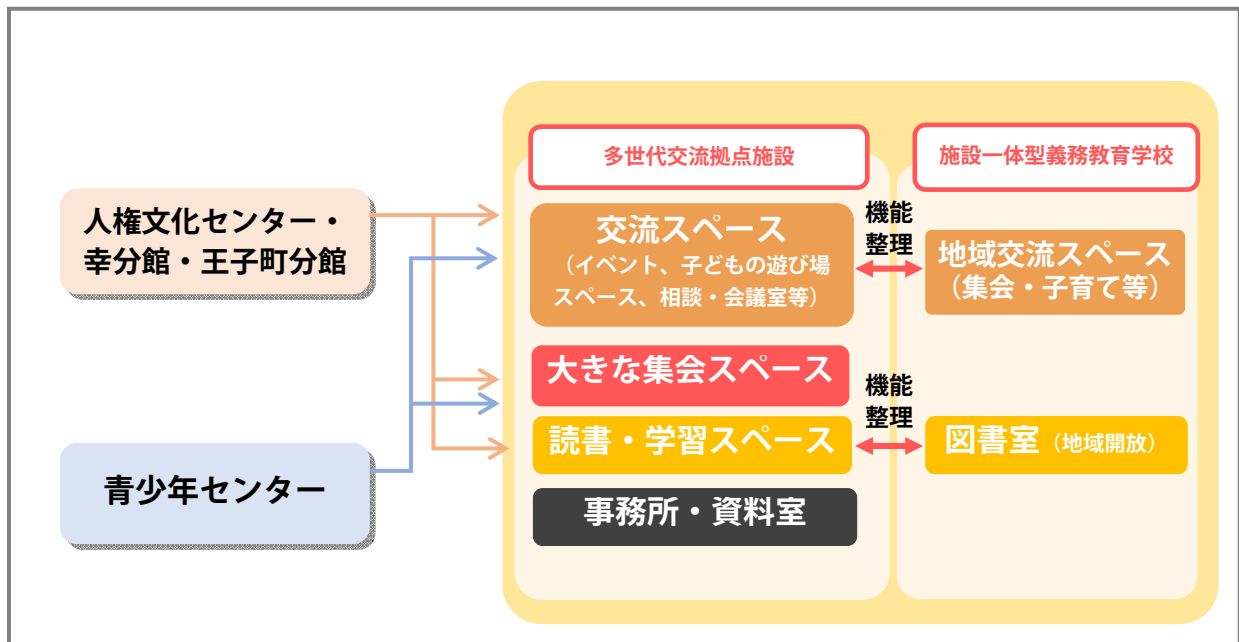 人権文化センター・
幸分館・王子町分館
青少年センター
多世代交流拠点施設
交流スペース
（イベント、子どもの遊び場
スペース、相談・会議室等）
大きな集会スペース
読書・学習スペース
事務所・資料室
機能
整理
機能
整理
施設一体型義務教育学校
地域交流スペース
（集会・子育て等）
図書室（地域開放）